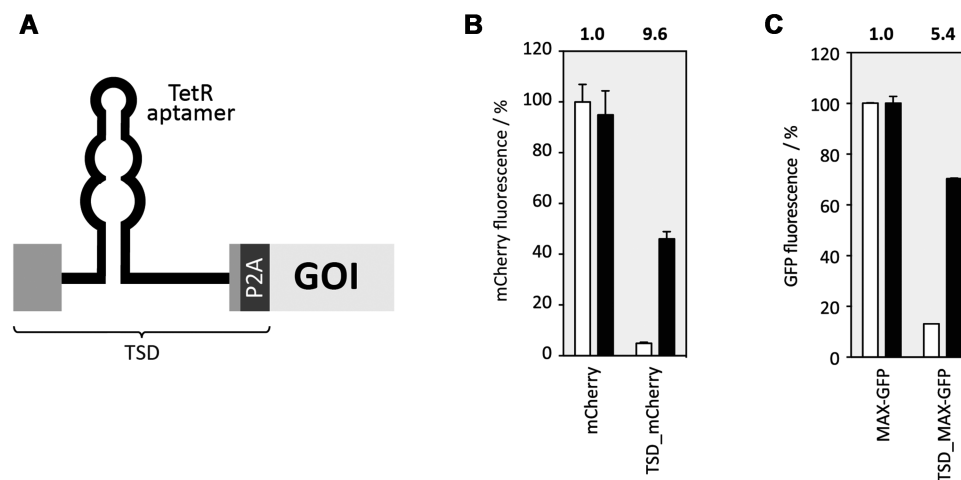 A
TetR
aptamer
P2A
GOI
TSD
B
1.0 9.6
mCherry fluorescence / %
120
100
80
60
40
20
0
mCherry
TSD_mCherry
C
1.0 5.4
GFP fluorescence / %
120
100
80
60
40
20
0
MAX-GFP
TSD_MAX-GFP